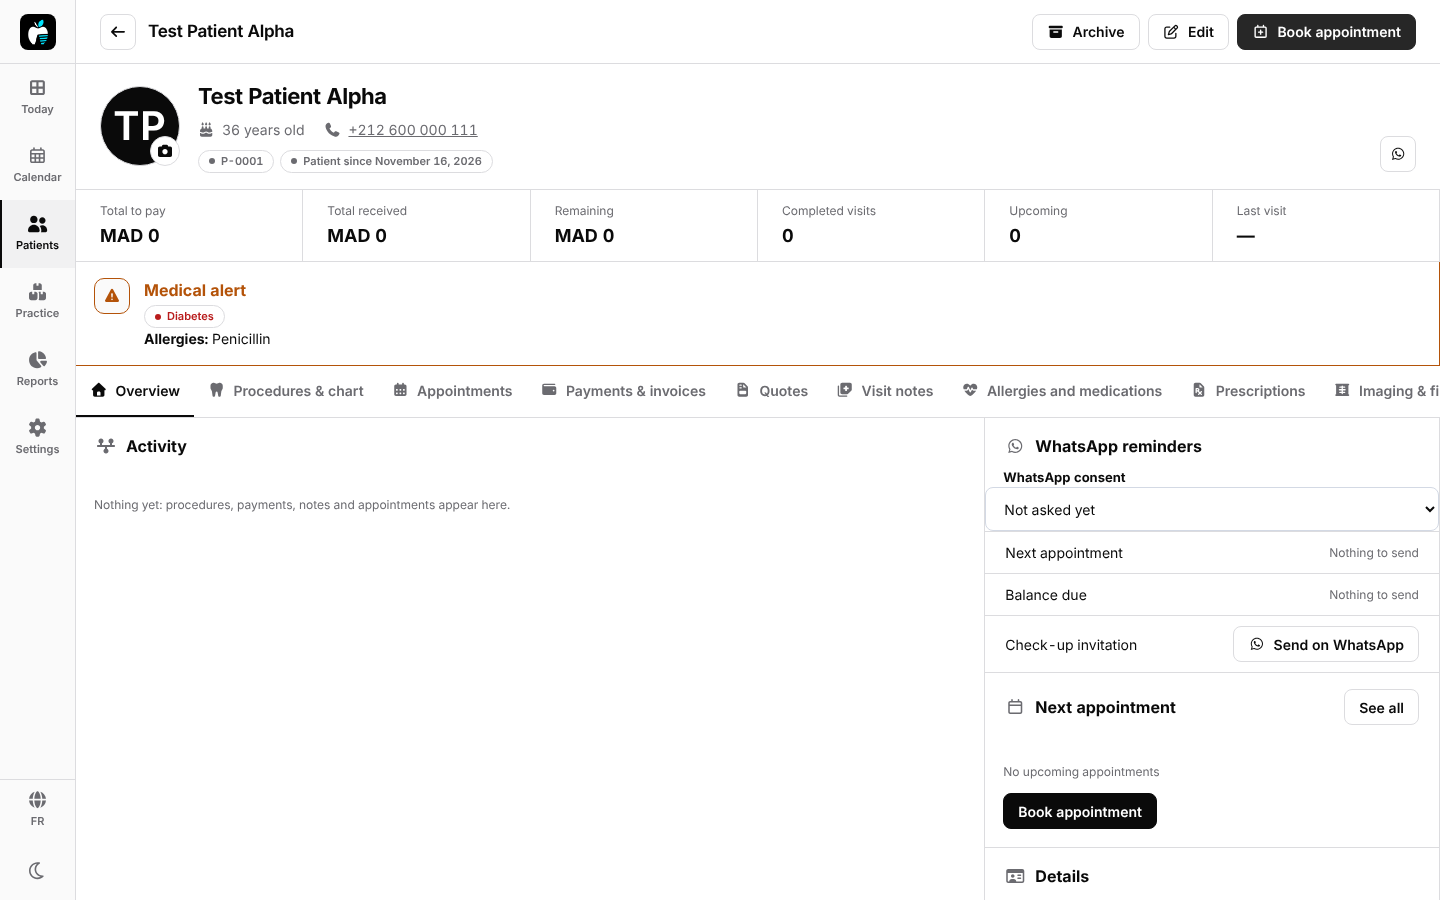 Test Patient Alpha
Archive
Edit
Book appointment
Today
Calendar
Patients
Practice
Reports
Settings
FR
TP
Test Patient Alpha
36 years old
+212 600 000 111
P-0001
Patient since November 16, 2026
Total to pay
MAD 0
Total received
MAD 0
Remaining
MAD 0
Completed visits
0
Upcoming
0
Last visit
—
Medical alert
Diabetes
Allergies: Penicillin
Overview
Procedures & chart
Appointments
Payments & invoices
Quotes
Visit notes
Allergies and medications
Prescriptions
Imaging & fi
Activity
Nothing yet: procedures, payments, notes and appointments appear here.
WhatsApp reminders
WhatsApp consent
Not asked yet
Next appointment
Nothing to send
Balance due
Nothing to send
Check-up invitation
Send on WhatsApp
Next appointment
See all
No upcoming appointments
Book appointment
Details